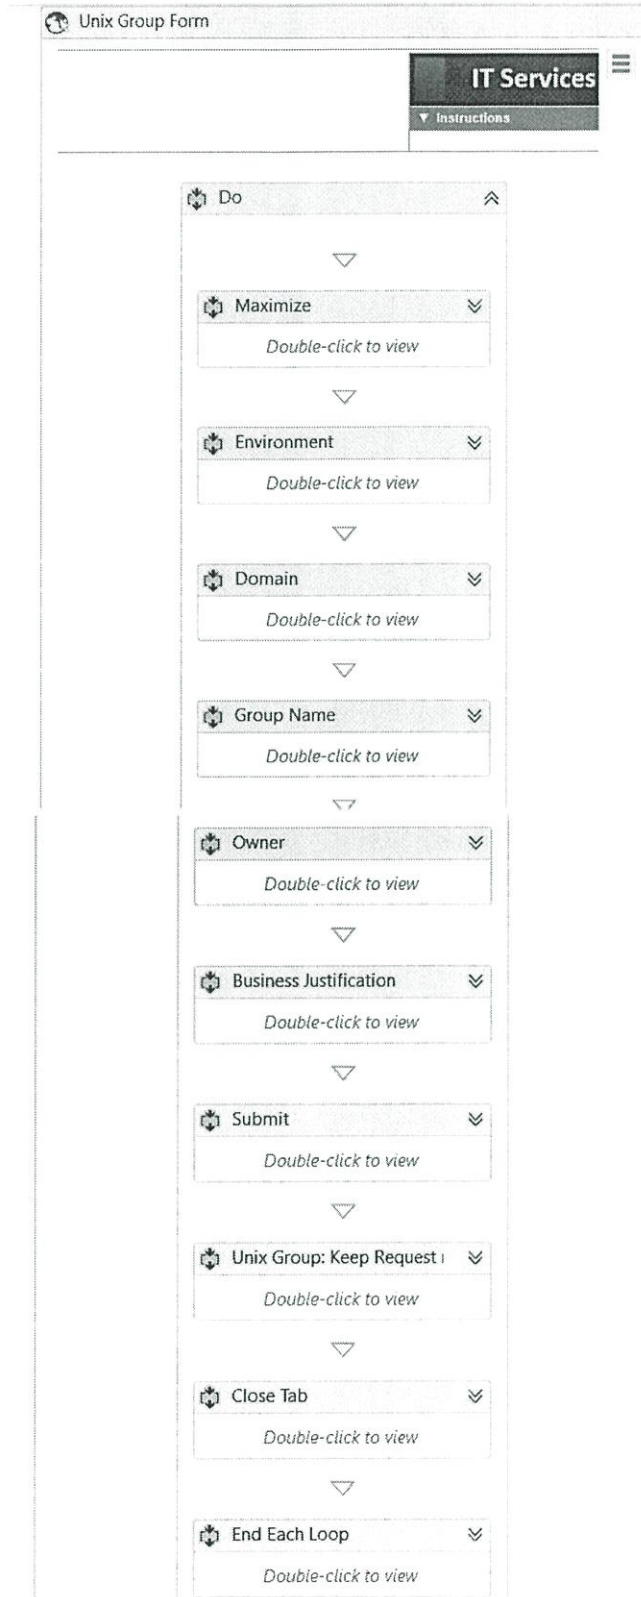 Unix Group Form
IT Services
Instructions
Do
Maximize
Double-click to view
Environment
Double-click to view
Domain
Double-click to view
Group Name
Double-click to view
Owner
Double-click to view
Business Justification
Double-click to view
Submit
Double-click to view
Unix Group: Keep Request
Double-click to view
Close Tab
Double-click to view
End Each Loop
Double-click to view